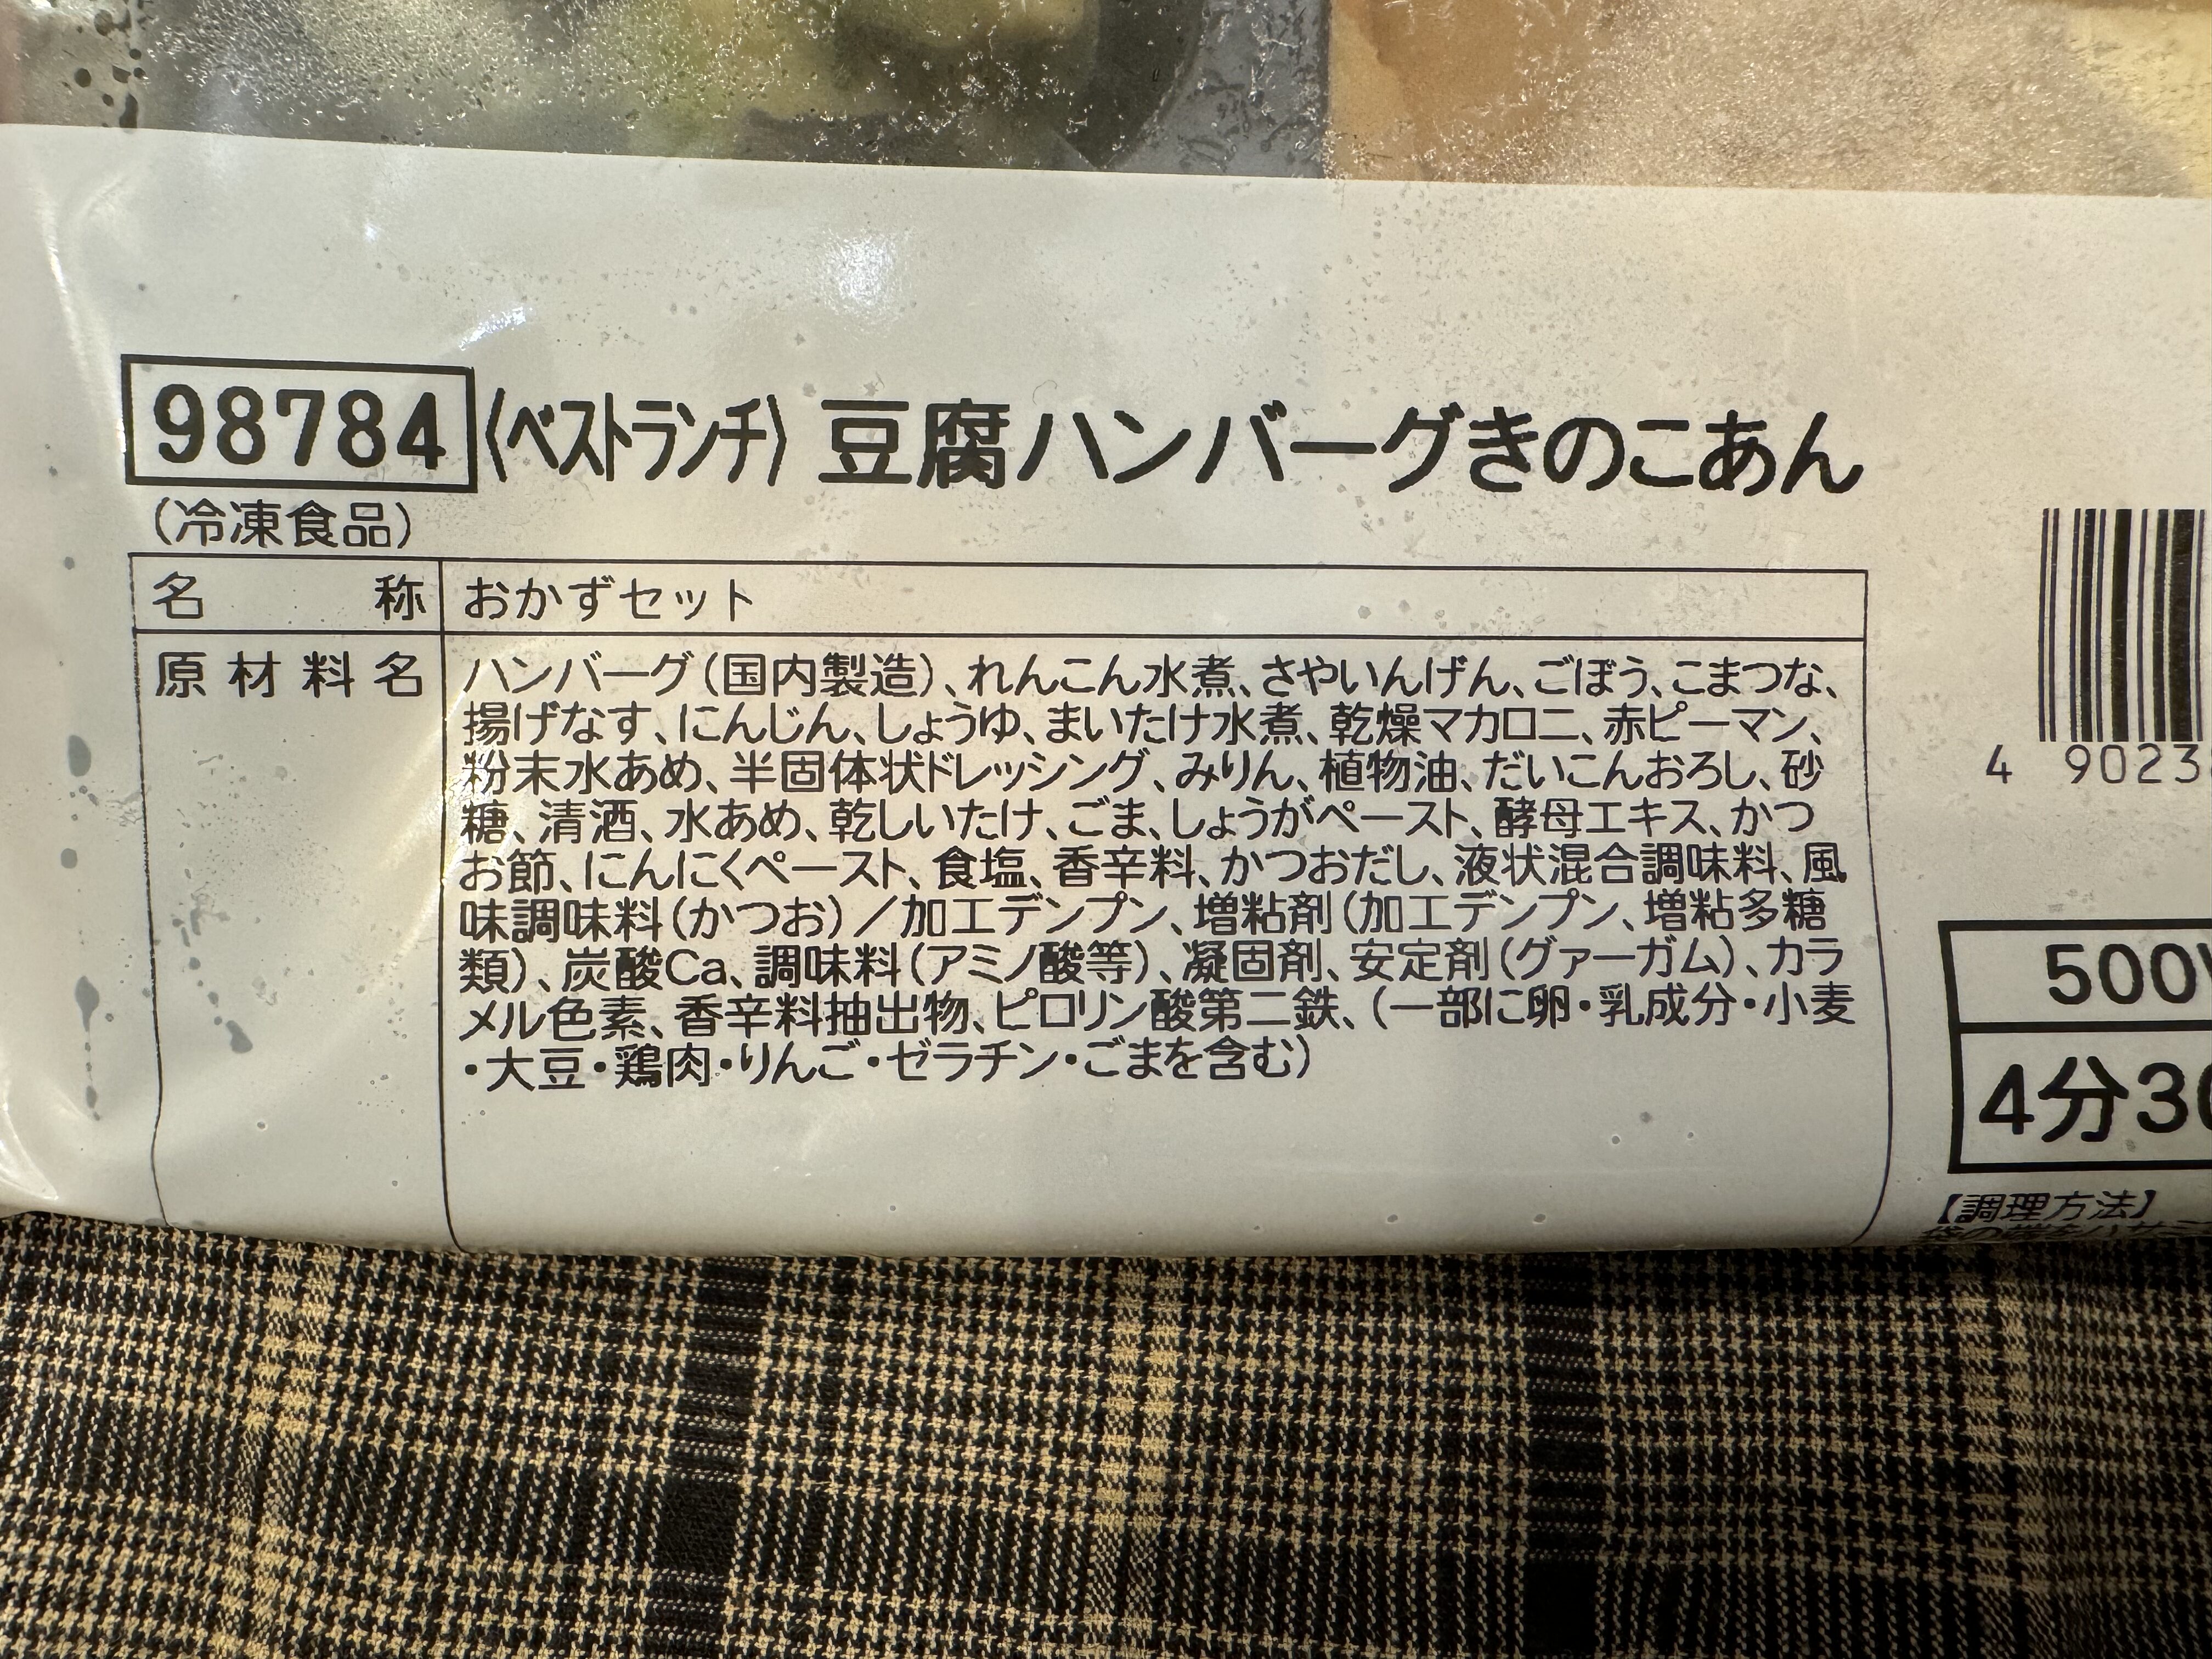 98784 〈ベストランチ〉 豆腐ハンバーグきのこあん
(冷凍食品)
名称 おかずセット
原材料名 ハンバーグ(国内製造)、れんこん水煮、さやいんげん、ごぼう、こまつな、
揚げなす、にんじん、しょうゆ、まいたけ水煮、乾燥マカロニ、赤ピーマン、
粉末水あめ、半固体状ドレッシング、みりん、植物油、だいこんおろし、砂
糖、清酒、水あめ、乾しいたけ、ごま、しょうがペースト、酵母エキス、かつ
お節、にんにくペースト、食塩、香辛料、かつおだし、液状混合調味料、風
味調味料(かつお)/加工デンプン、増粘剤(加工デンプン、増粘多糖
類)、炭酸Ca、調味料(アミノ酸等)、凝固剤、安定剤(グァーガム)、カラ
メル色素、香辛料抽出物、ピロリン酸第二鉄、(一部に卵・乳成分・小麦
・大豆・鶏肉・りんご・ゼラチン・ごまを含む)
4 9023
500
4分3
【調理方法】